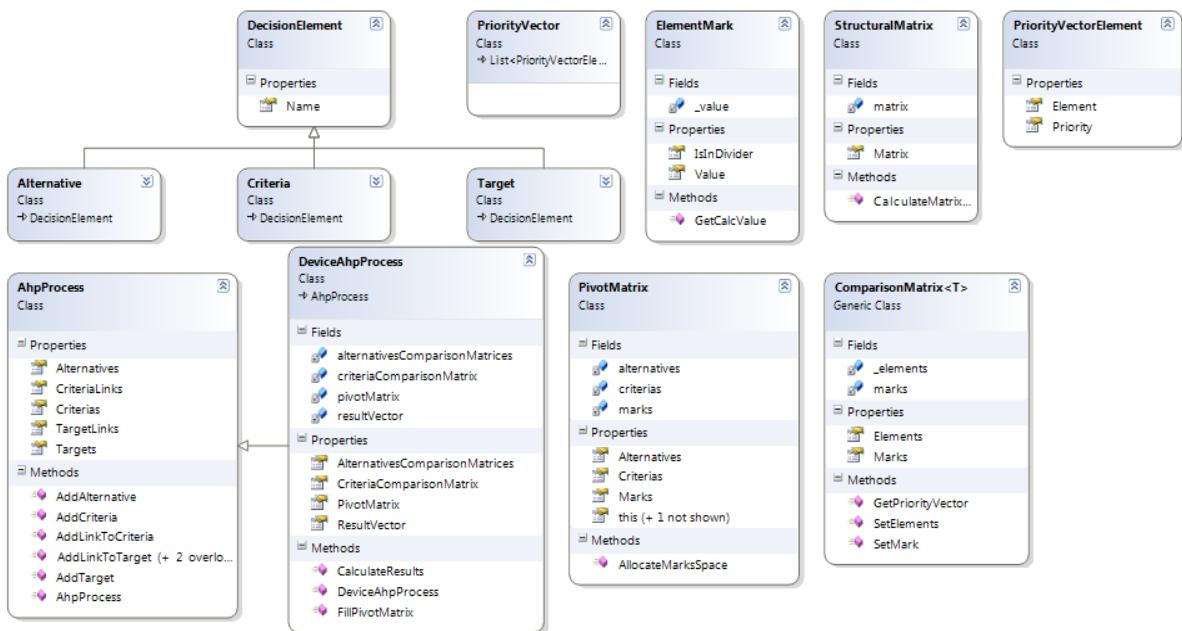 DecisionElement
Class
Properties
Name
PriorityVector
Class
List<PriorityVectorEle...
ElementMark
Class
Fields
_value
Properties
IsInDivider
Value
Methods
GetCalcValue
StructuralMatrix
Class
Fields
matrix
Properties
Matrix
Methods
CalculateMatrix...
PriorityVectorElement
Class
Properties
Element
Priority
Alternative
Class
DecisionElement
Criteria
Class
DecisionElement
Target
Class
DecisionElement
AhpProcess
Class
Properties
Alternatives
CriteriaLinks
Criterias
TargetLinks
Targets
Methods
AddAlternative
AddCriteria
AddLinkToCriteria
AddLinkToTarget (+ 2 overlo...
AddTarget
AhpProcess
DeviceAhpProcess
Class
AhpProcess
Fields
alternativesComparisonMatrices
criteriaComparisonMatrix
pivotMatrix
resultVector
Properties
AlternativesComparisonMatrices
CriteriaComparisonMatrix
PivotMatrix
ResultVector
Methods
CalculateResults
DeviceAhpProcess
FillPivotMatrix
PivotMatrix
Class
Fields
alternatives
criterias
marks
Properties
Alternatives
Criterias
Marks
this (+ 1 not shown)
Methods
AllocateMarksSpace
ComparisonMatrix<T>
Generic Class
Fields
_elements
marks
Properties
Elements
Marks
Methods
GetPriorityVector
SetElements
SetMark